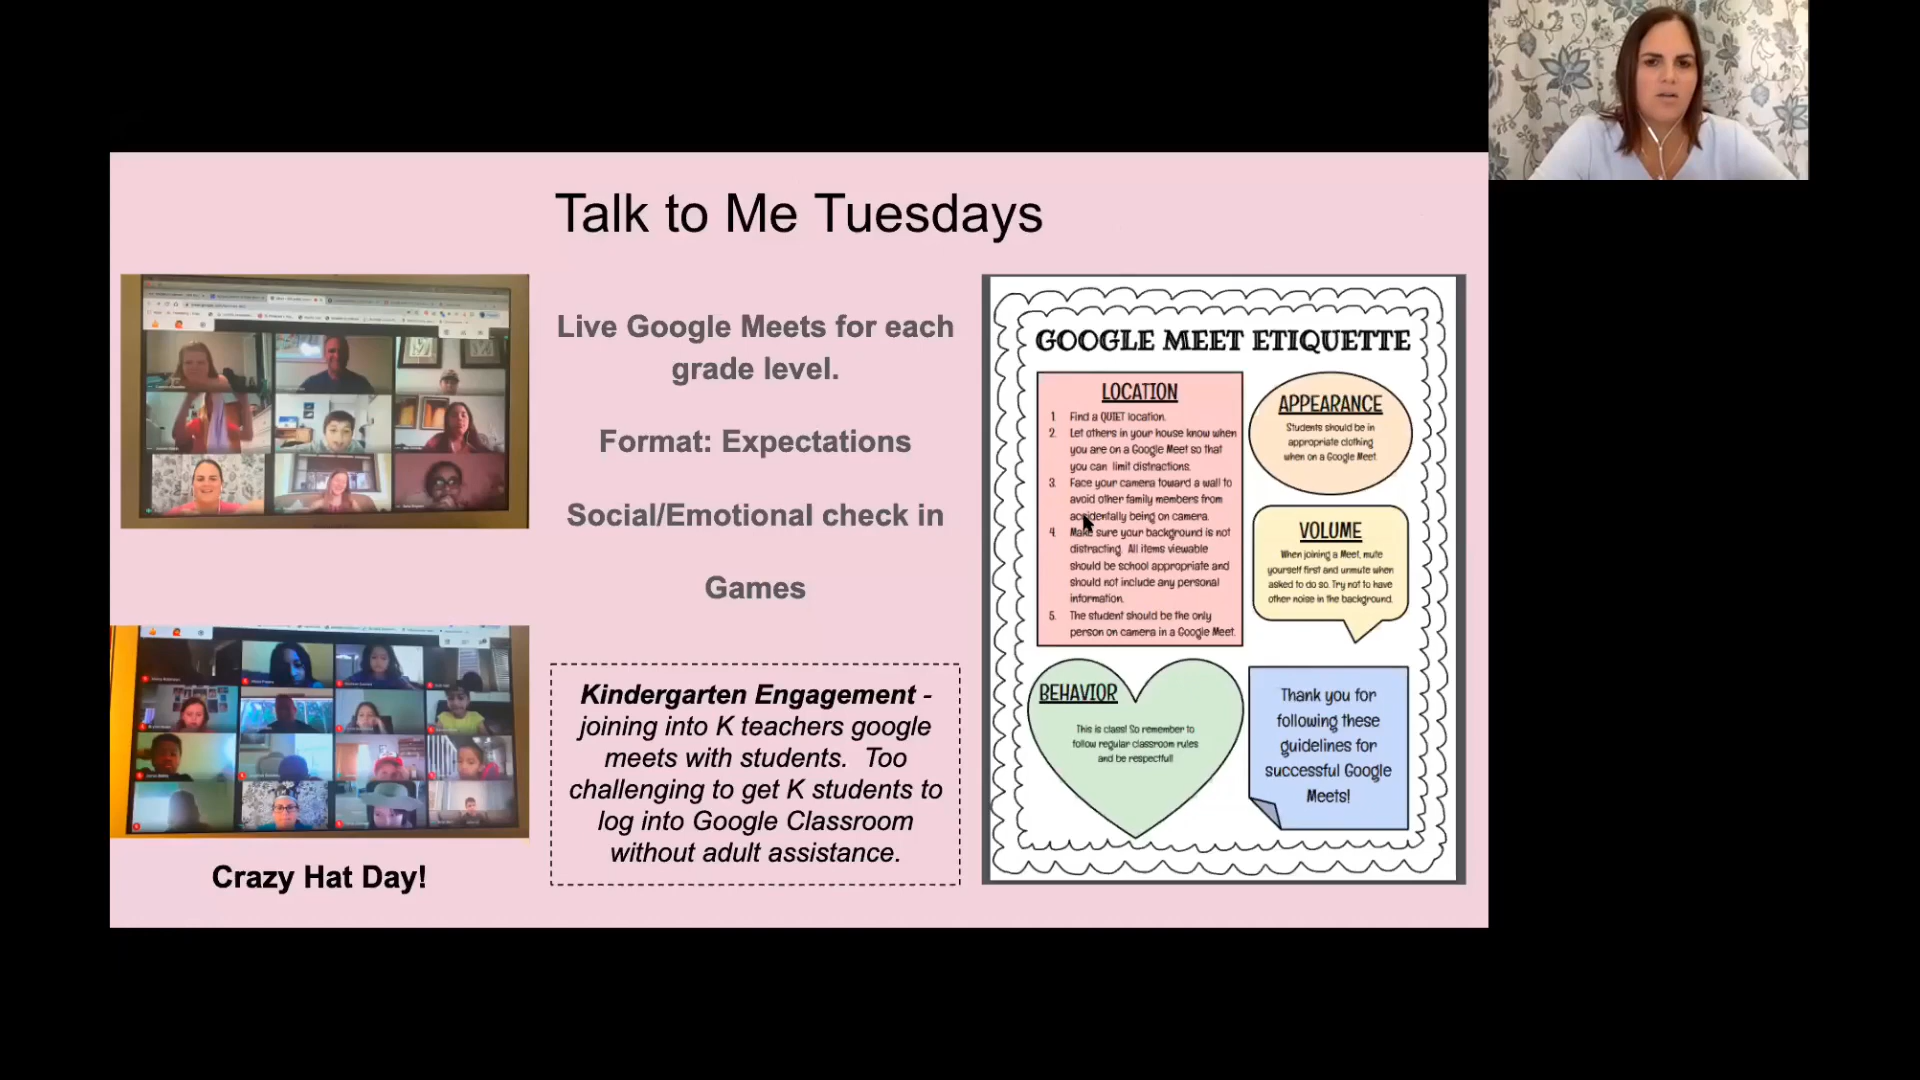 Talk to Me Tuesdays
Live Google Meets for each
grade level.
Format: Expectations
Social/Emotional check in
Games
Kindergarten Engagement -
joining into K teachers google
meets with students. Too
challenging to get K students to
log into Google Classroom
without adult assistance.
Crazy Hat Day!
GOOGLE MEET ETIQUETTE
LOCATION
1. Find a QUIET location.
2. Let others in your house know when
you are on a Google Meet so that
you can limit distractions.
3. Face your camera toward a wall to
avoid other family members from
accidentally being on camera.
4. Make sure your background is not
distracting. All items viewable
should be school appropriate and
should not include any personal
information.
5. The student should be the only
person on camera in a Google Meet.
APPEARANCE
Students should be in
appropriate clothing
when on a Google Meet.
VOLUME
When joining a Meet, mute
yourself first and unmute when
asked to do so. Try not to have
other noise in the background.
BEHAVIOR
This is class! So remember to
follow regular classroom rules
and be respectful!
Thank you for
following these
guidelines for
successful Google
Meets!